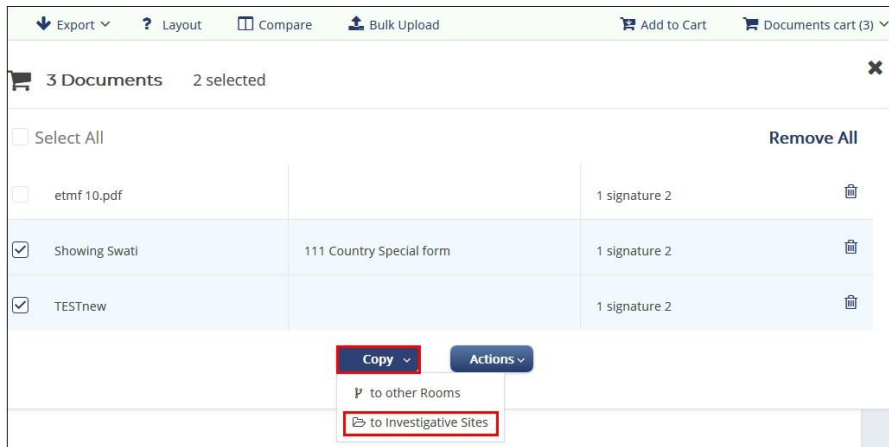 Export ? Layout Compare Bulk Upload Add to Cart Documents cart (3)
3 Documents 2 selected
Select All Remove All
etmf 10.pdf 1 signature 2
Showing Swati 111 Country Special form 1 signature 2
TESTnew 1 signature 2
Copy Actions
to other Rooms
to Investigative Sites